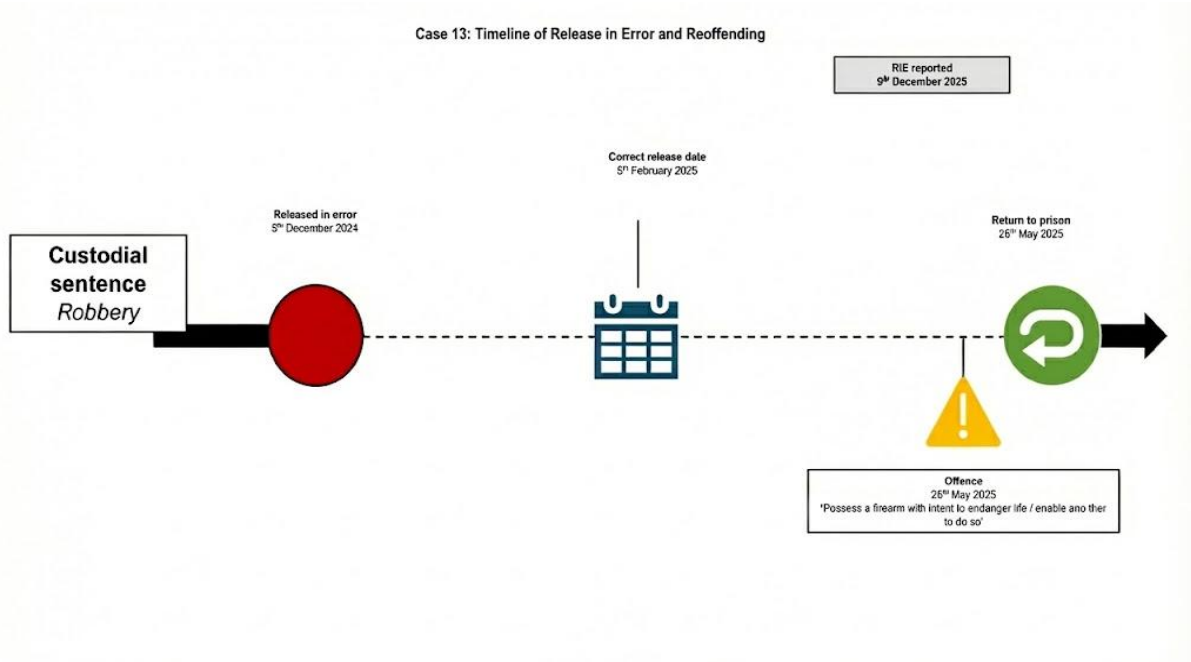 Case 13: Timeline of Release in Error and Reoffending
RIE reported
9th December 2025
Correct release date
5th February 2025
Released in error
5th December 2024
Return to prison
26th May 2025
Custodial
sentence
Robbery
Offence
26th May 2025
'Possess a firearm with intent to endanger life / enable ano ther
to do so'